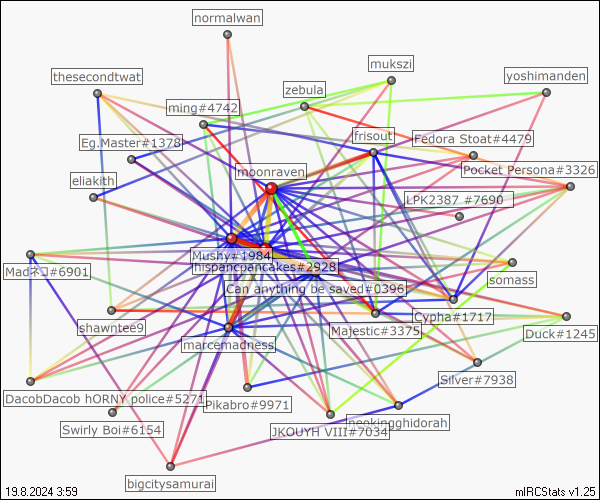 normalwan
mukszi
thesecondtwat
yoshimanden
zebula
ming#4742
frisout
Fedora Stoat#4479
Eg.Master#1378
moonraven
Pocket Persona#3326
eliakith
LPK2387 #7690
Mushy#1984
hispancpancakes#2928
Madネコ#6901
somass
Can anything be saved#0396
Cypha#1717
shawntee9
Majestic#3375
Duck#1245
marcemadness
Silver#7938
DacobDacob hORNY police#5271
Pikabro#9971
neokingghidorah
Swirly Boi#6154
JKOUYH VIII#7034
bigcitysamurai
19.8.2024 3:59
mIRCStats v1.25